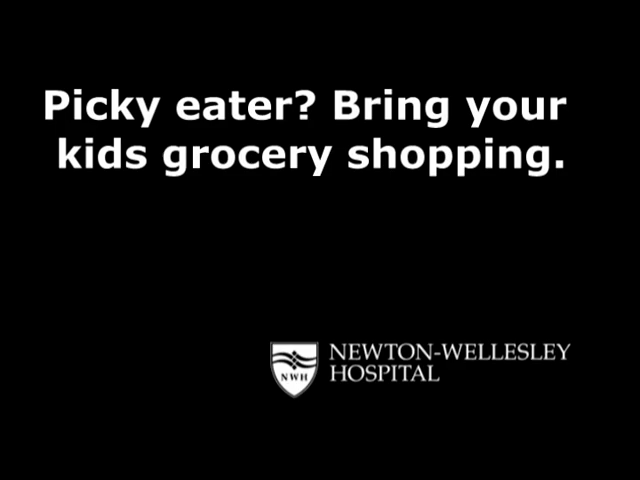 Picky eater? Bring your
kids grocery shopping.
NWH
NEWTON-WELLESLEY
HOSPITAL